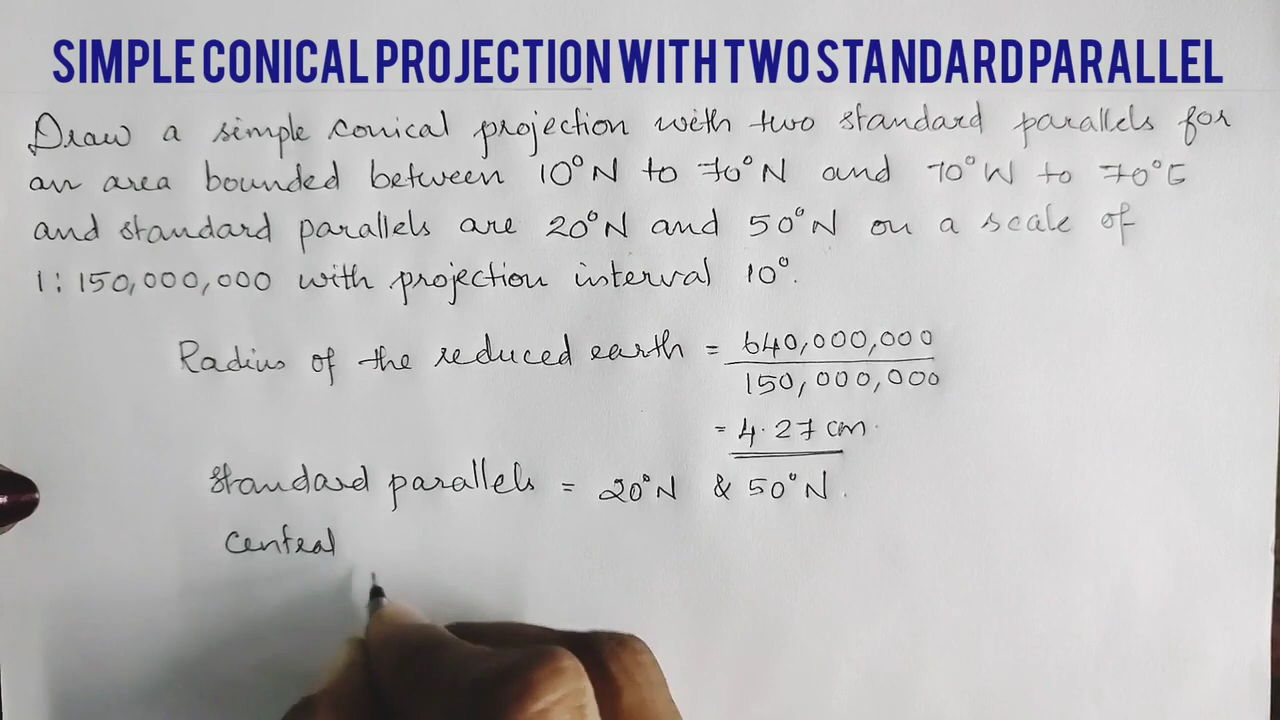 SIMPLE CONICAL PROJECTION WITH TWO STANDARD PARALLEL
Draw a simple conical projection with two standard parallels for
an area bounded between 10°N to 70°N and 70°W to 70°E
and standard parallels are 20°N and 50°N on a scale of
1:150,000,000 with projection interval 10°.
Radius of the reduced earth = 640,000,000
150,000,000
= 4.27 cm.
Standard parallels = 20°N & 50°N.
Central